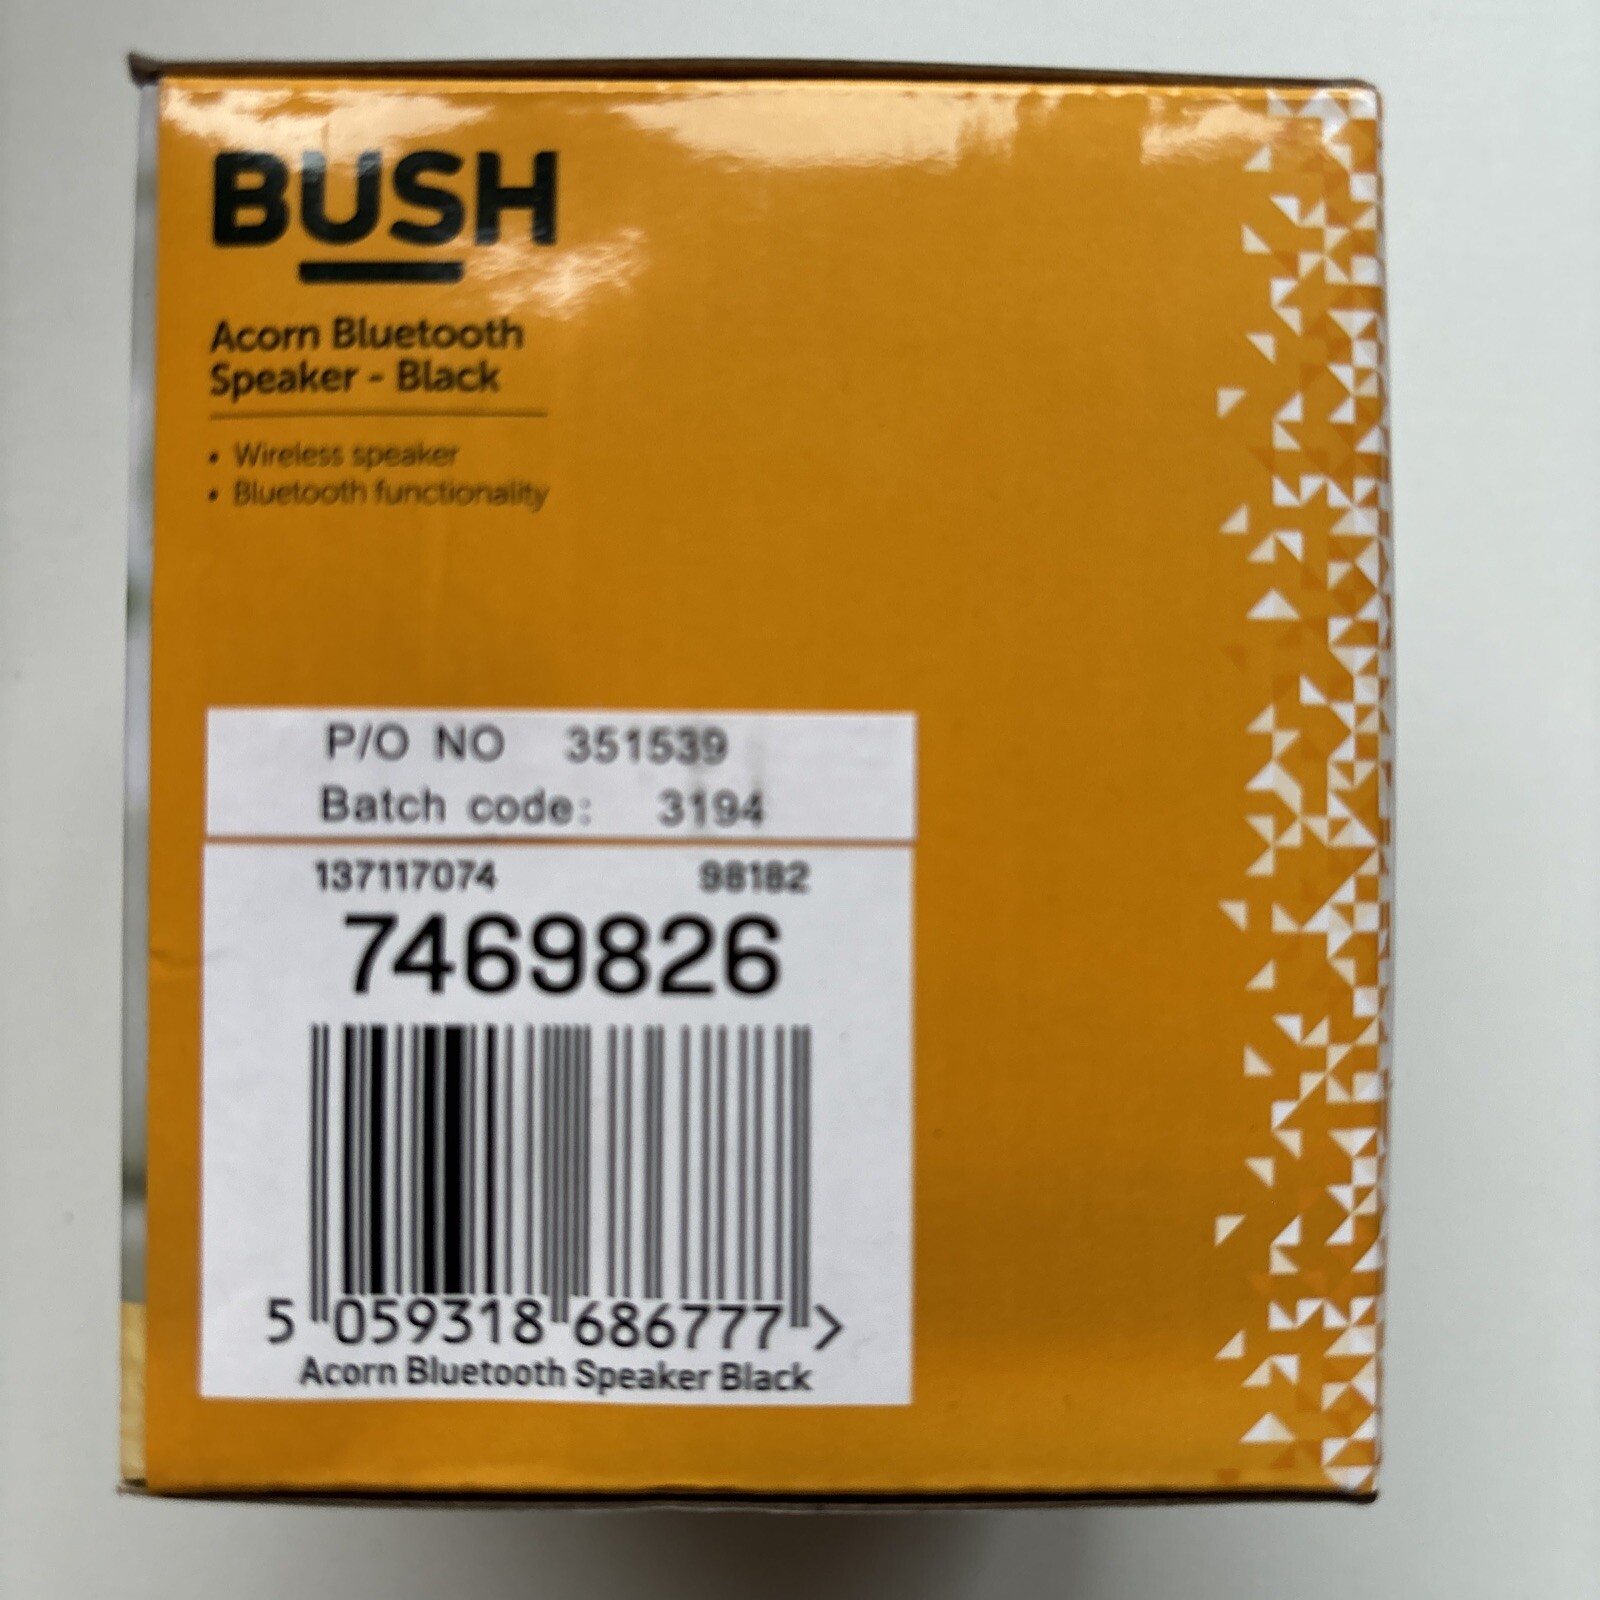 BUSH
Acorn Bluetooth
Speaker - Black
• Wireless speaker
• Bluetooth functionality
P/O NO 351539
Batch code: 3194
137117074 98182
7469826
5 059318 686777 >
Acorn Bluetooth Speaker Black